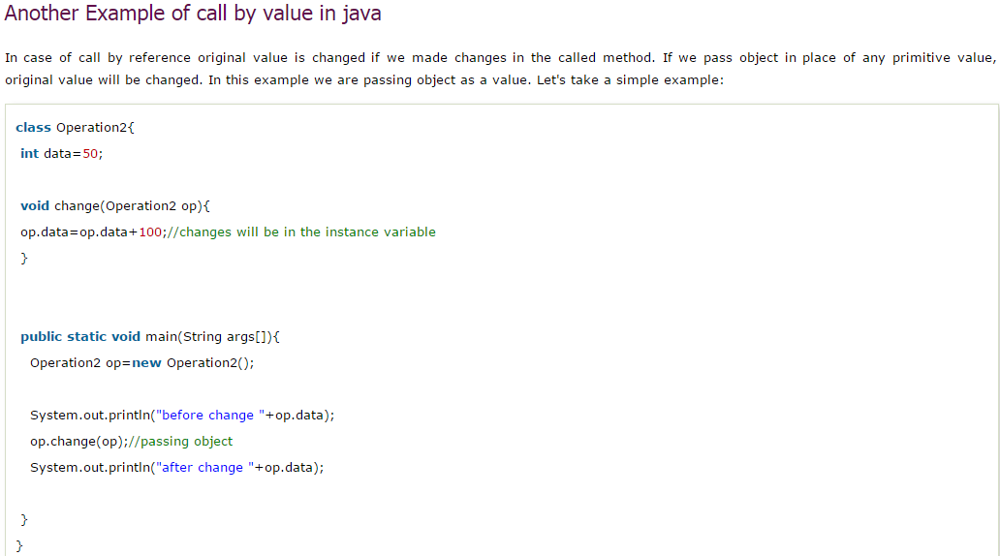 Another Example of call by value in java
In case of call by reference original value is changed if we made changes in the called method. If we pass object in place of any primitive value,
original value will be changed. In this example we are passing object as a value. Let's take a simple example:
class Operation2{
int data=50;
void change(Operation2 op){
op.data=op.data+100;//changes will be in the instance variable
}
public static void main(String args[]){
Operation2 op=new Operation2();
System.out.println("before change "+op.data);
op.change(op);//passing object
System.out.println("after change "+op.data);
}
}